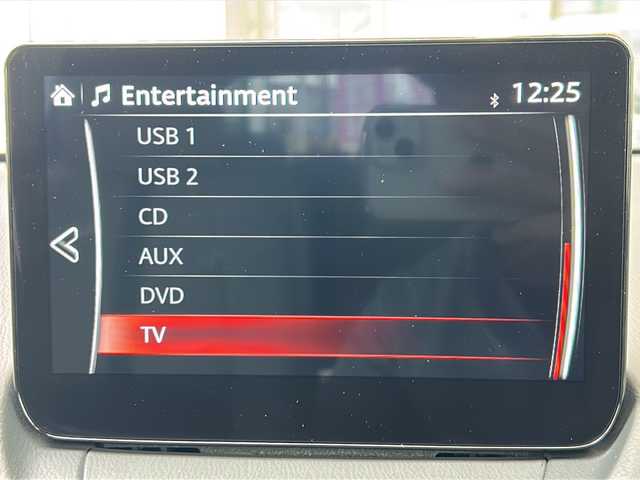 Entertainment 12:25
USB 1
USB 2
CD
AUX
DVD
TV